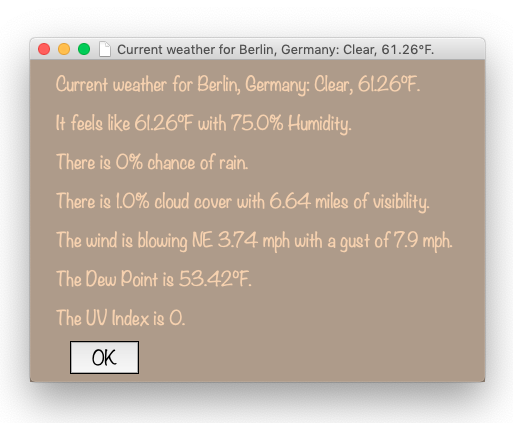 Current weather for Berlin, Germany: Clear, 61.26°F.
Current weather for Berlin, Germany: Clear, 61.26°F.
It feels like 61.26°F with 75.0% Humidity.
There is 0% chance of rain.
There is 1.0% cloud cover with 6.64 miles of visibility.
The wind is blowing NE 3.74 mph with a gust of 7.9 mph.
The Dew Point is 53.42°F.
The UV Index is 0.
OK